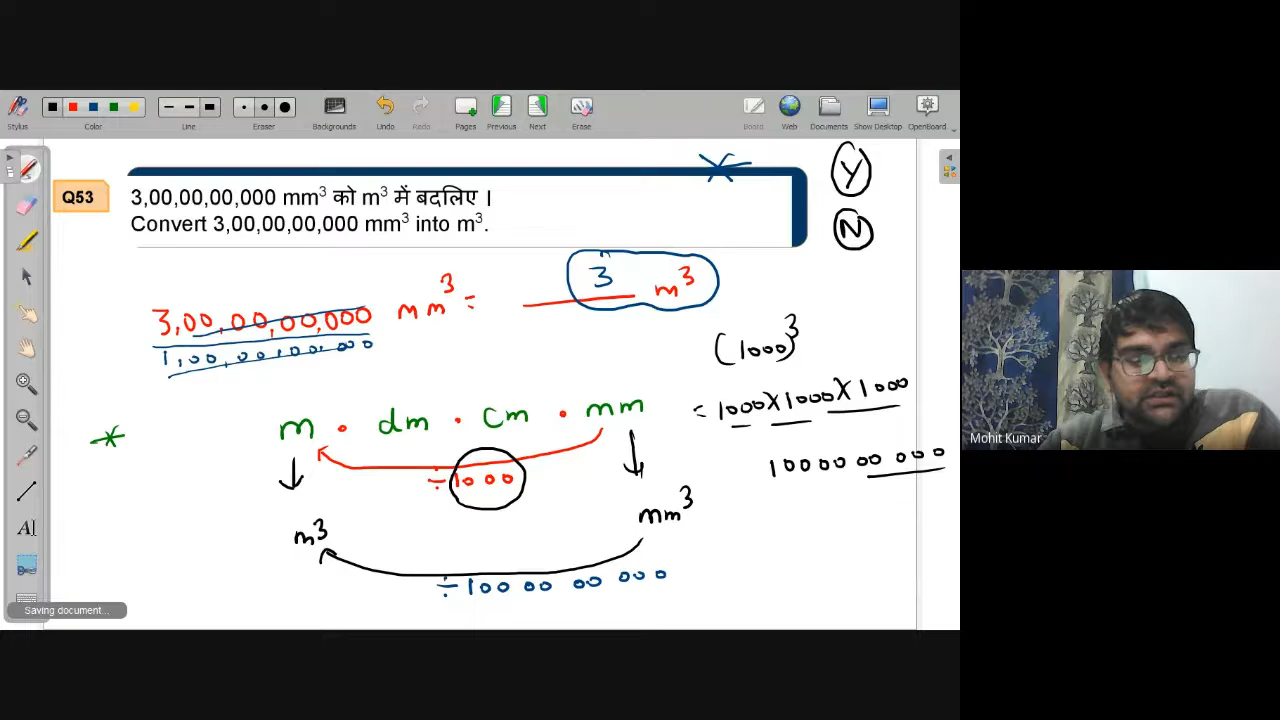 Stylus
Color
Line
Eraser
Backgrounds
Undo
Redo
Pages
Previous
Next
Erase
Board
Web
Documents
Show Desktop
OpenBoard
Y
N
Q53
3,00,00,00,000 mm³ को m³ में बदलिए ।
Convert 3,00,00,00,000 mm³ into m³.
3,00,00,00,000 mm³ = 3 m³
1,00,00,00,000
(1000)³
= 1000×1000×1000
1000000000
* m . dm . cm . mm
÷1000
m³ mm³
÷1000000000
Saving document...
Mohit Kumar